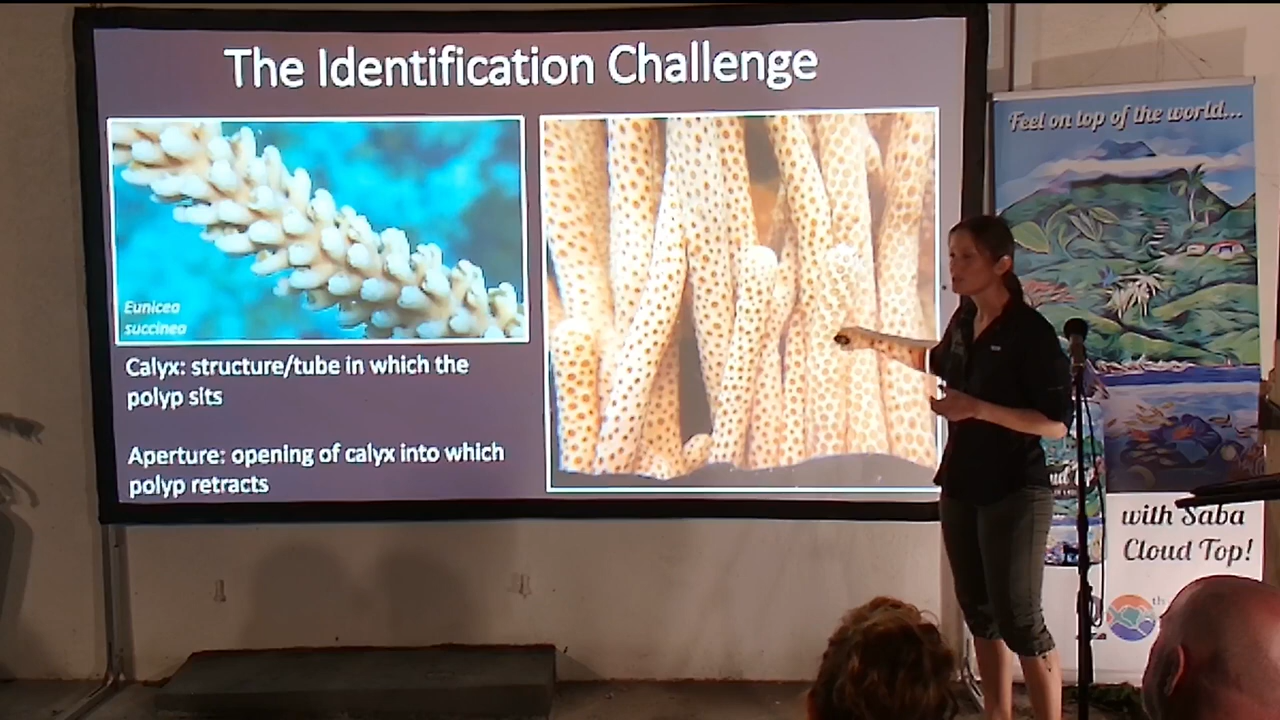 The Identification Challenge
Eunicea
succinea
Calyx: structure/tube in which the
polyp sits
Aperture: opening of calyx into which
polyp retracts
Feel on top of the world...
with Saba
Cloud Top!
th